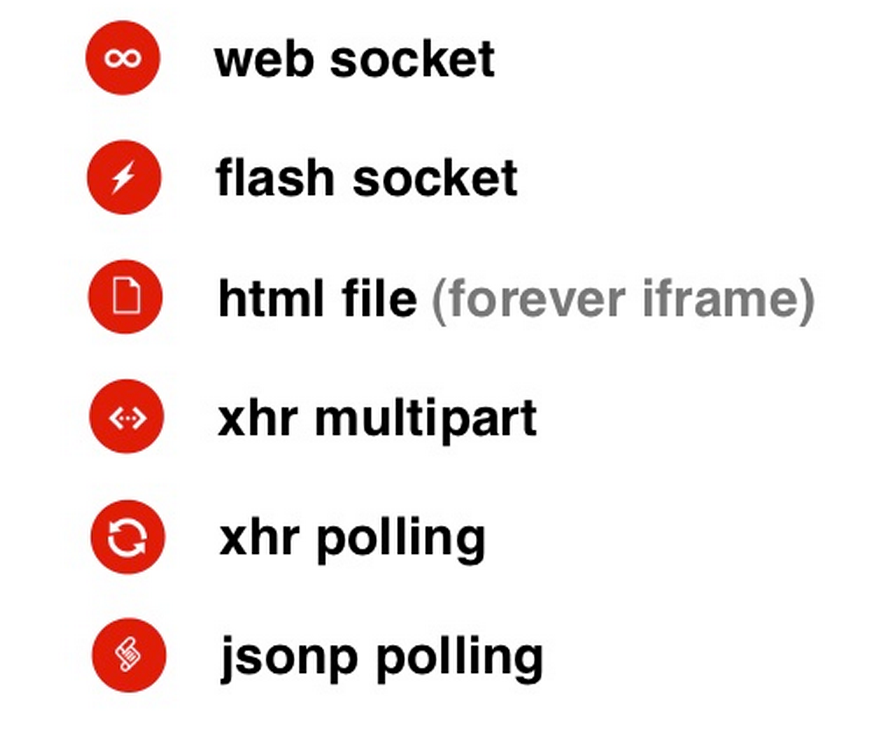 web socket
flash socket
html file (forever iframe)
xhr multipart
xhr polling
jsonp polling